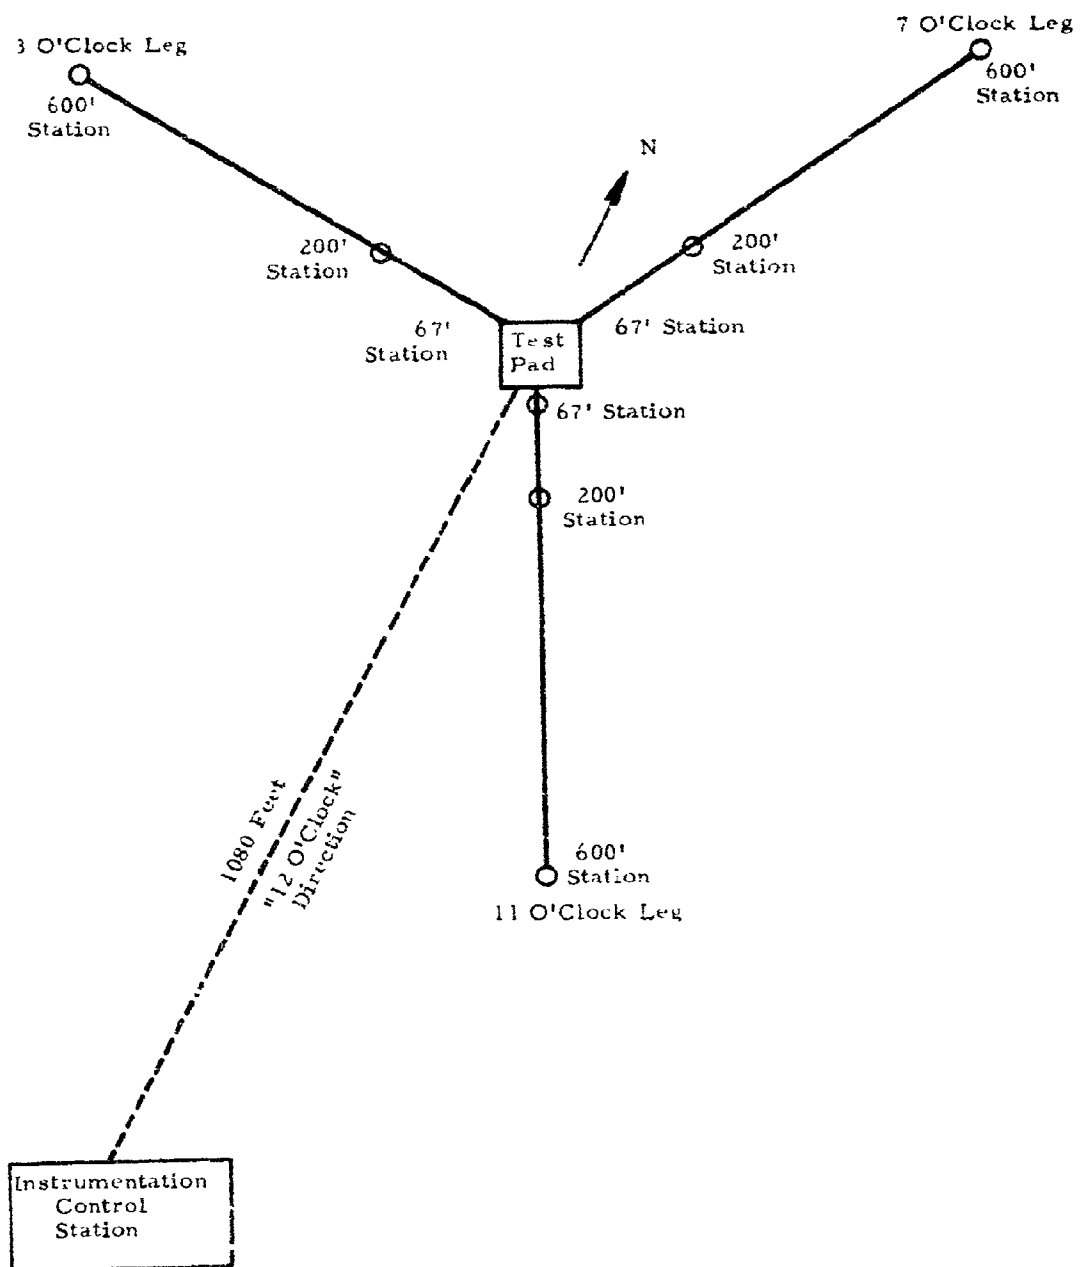 3 O'Clock Leg
600'
Station
7 O'Clock Leg
600'
Station
N
200'
Station
200'
Station
67'
Station
Test
Pad
67' Station
67' Station
200'
Station
1080 Feet
"12 O'Clock"
Direction
600'
Station
11 O'Clock Leg
Instrumentation
Control
Station